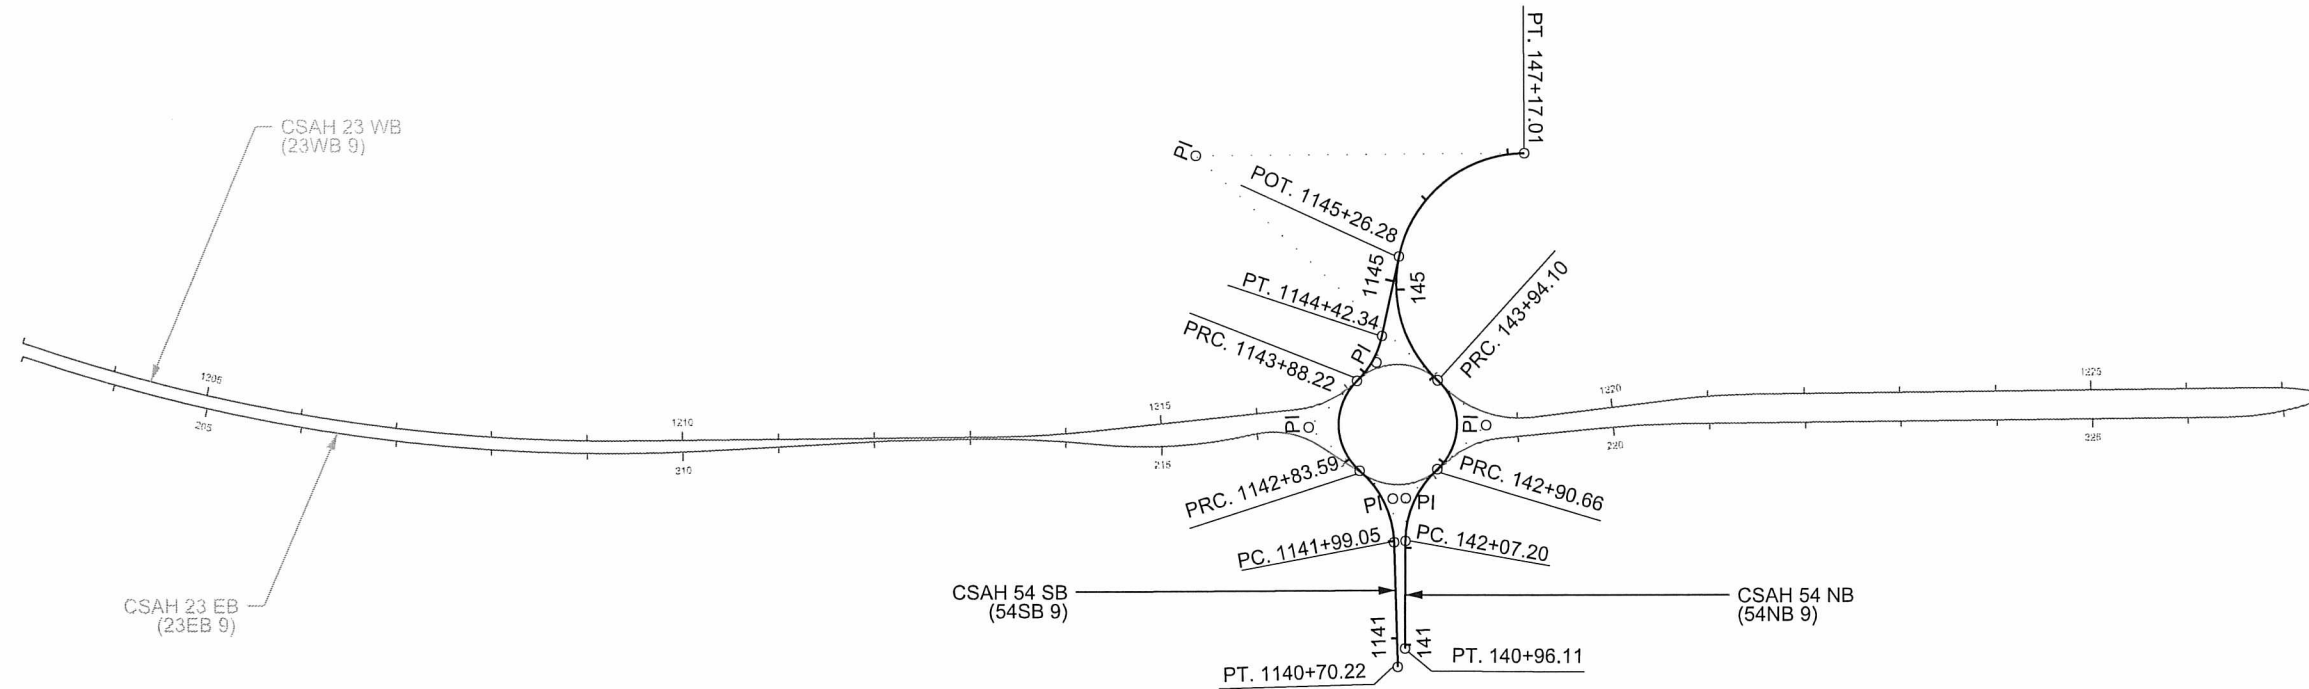 PT. 147+17.01
CSAH 23 WB
(23WB 9)
PI
POT. 1145+26.28
1145
145
PT. 1144+42.34
PRC. 143+94.10
PRC. 1143+88.22
PI
1205
205
1210
210
1215
215
PI
PI
1220
220
1225
225
PRC. 1142+83.59
PRC. 142+90.66
PI
PI
PC. 1141+99.05
PC. 142+07.20
CSAH 54 SB
(54SB 9)
CSAH 54 NB
(54NB 9)
CSAH 23 EB
(23EB 9)
1141
141
PT. 1140+70.22
PT. 140+96.11